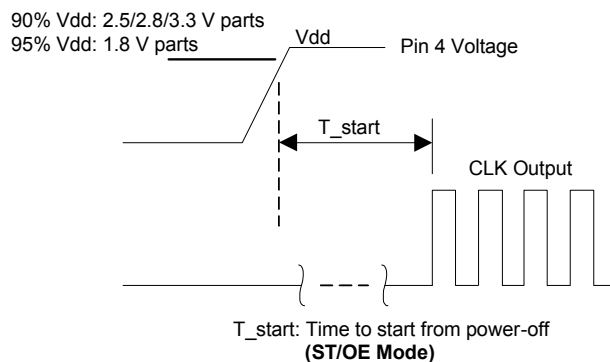 90% Vdd: 2.5/2.8/3.3 V parts
95% Vdd: 1.8 V parts
Vdd
Pin 4 Voltage
T_start
CLK Output
T_start: Time to start from power-off
(ST/OE Mode)